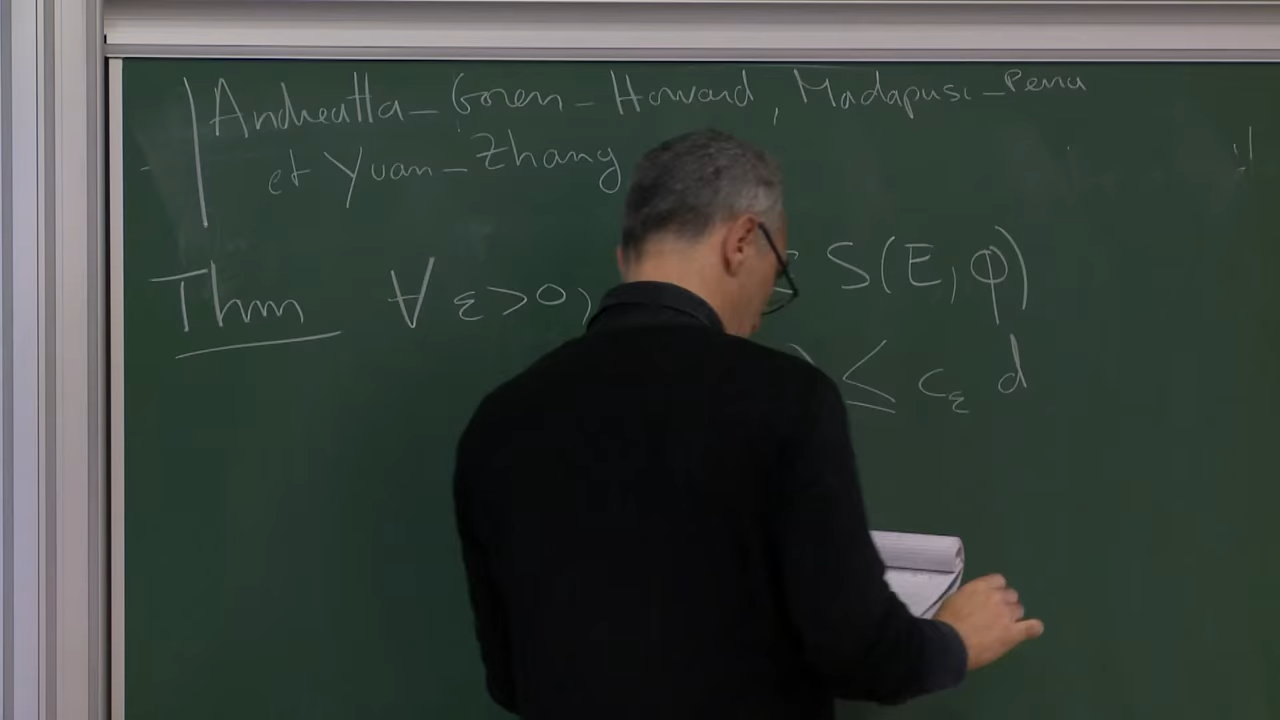 Andreatta - Goren - Howard, Madapusi - Pera
et Yuan - Zhang
Thm ∀ ε > 0, S(E, Φ)
) ≤ c_ε d